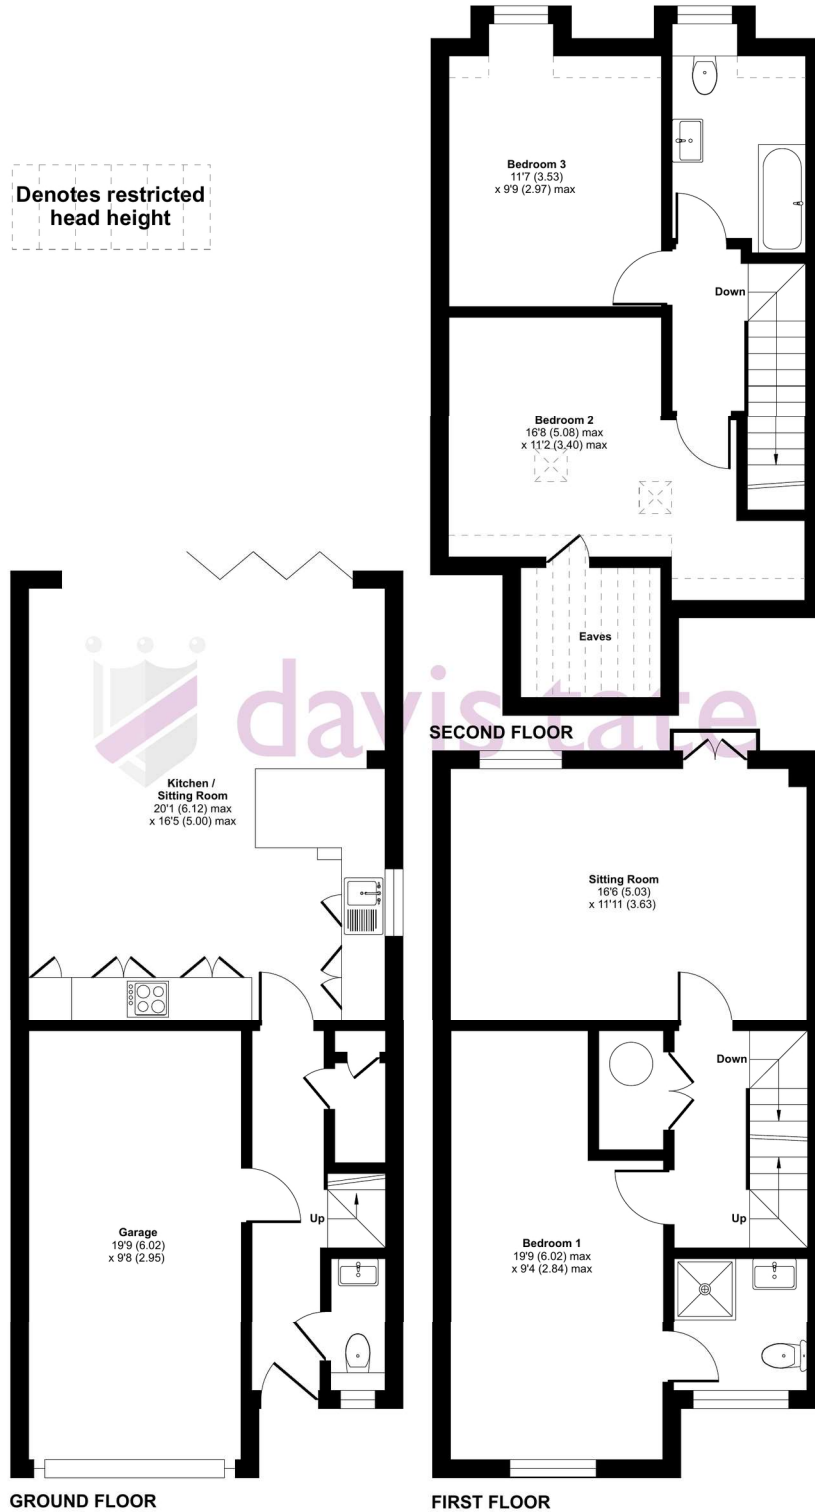 Denotes restricted
head height
Bedroom 3
11'7 (3.53)
x 9'9 (2.97) max
Down
Bedroom 2
16'8 (5.08) max
x 11'2 (3.40) max
Eaves
SECOND FLOOR
davis tate
Kitchen /
Sitting Room
20'1 (6.12) max
x 16'5 (5.00) max
Sitting Room
16'6 (5.03)
x 11'11 (3.63)
Down
Up
Garage
19'9 (6.02)
x 9'8 (2.95)
Up
Bedroom 1
19'9 (6.02) max
x 9'4 (2.84) max
GROUND FLOOR
FIRST FLOOR